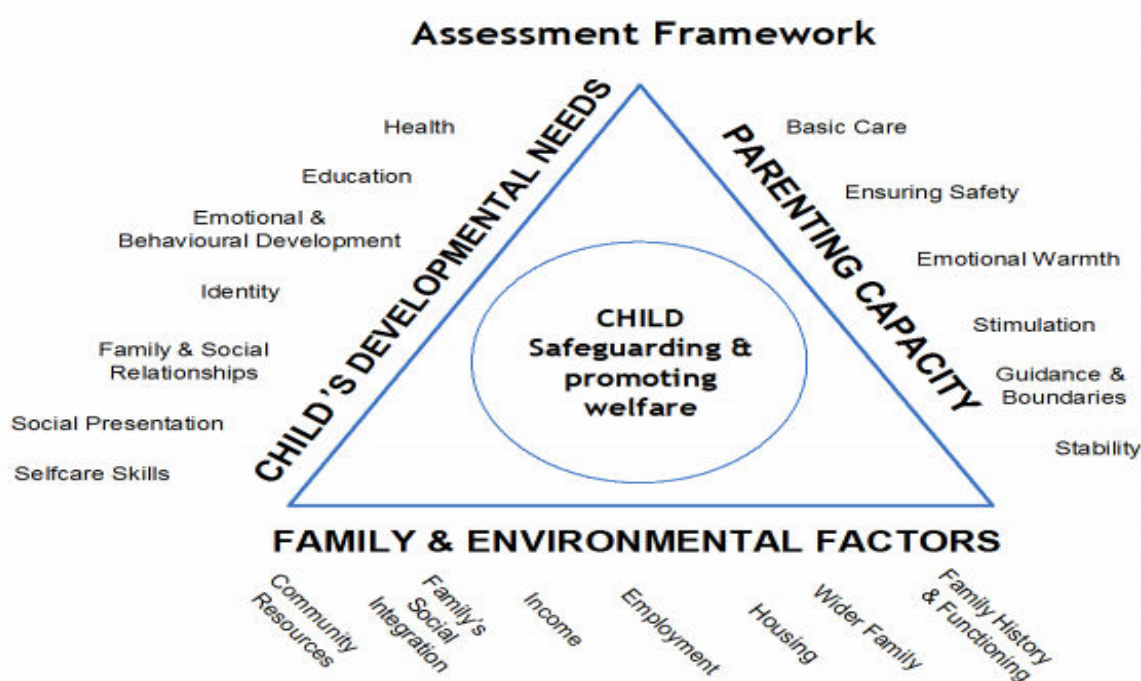 Assessment Framework
CHILD'S DEVELOPMENTAL NEEDS
Health
Education
Emotional &
Behavioural Development
Identity
Family & Social
Relationships
Social Presentation
Selfcare Skills
PARENTING CAPACITY
Basic Care
Ensuring Safety
Emotional Warmth
Stimulation
Guidance &
Boundaries
Stability
CHILD
Safeguarding &
promoting
welfare
FAMILY & ENVIRONMENTAL FACTORS
Community
Resources
Family's
Social
Integration
Income
Employment
Housing
Wider Family
Family History
& Functioning